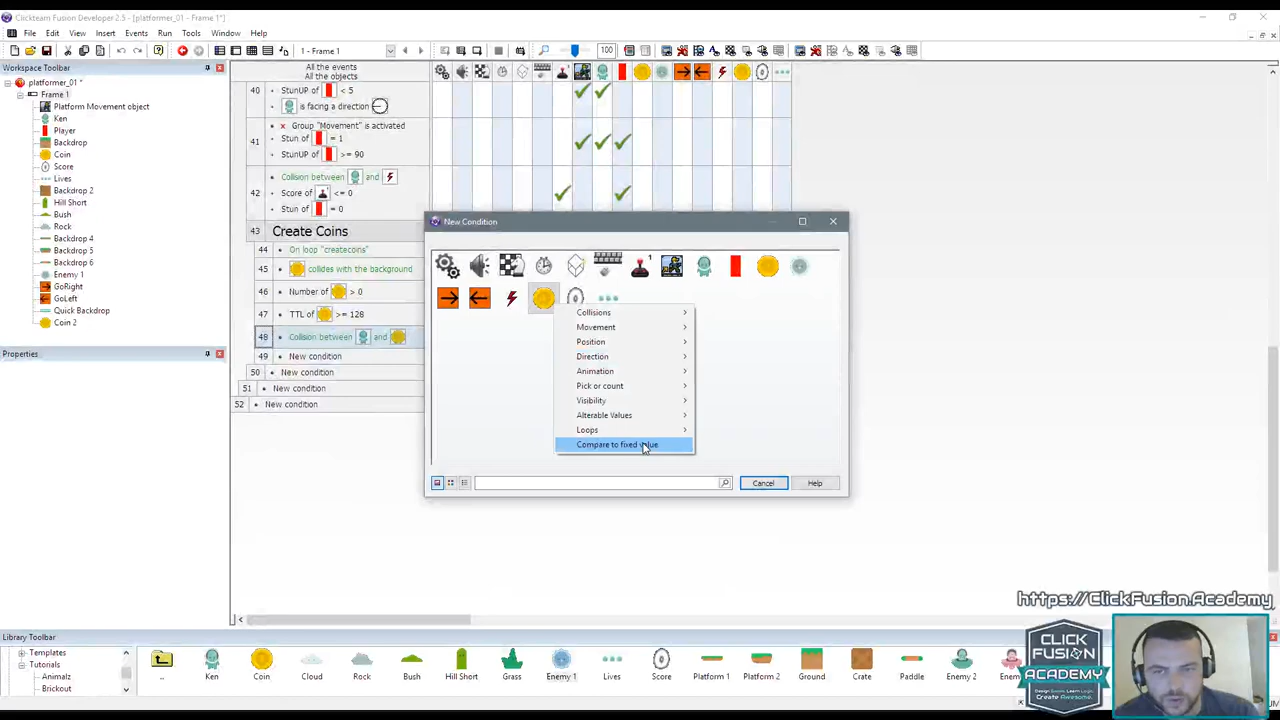 Clickteam Fusion Developer 2.5 - [platformer_01 - Frame 1*]
File Edit View Insert Events Run Tools Window Help
1 - Frame 1
100
Workspace Toolbar
platformer_01 *
Frame 1
Platform Movement object
Ken
Player
Backdrop
Coin
Score
Lives
Backdrop 2
Hill Short
Bush
Rock
Backdrop 4
Backdrop 5
Backdrop 6
Enemy 1
GoRight
GoLeft
Quick Backdrop
Coin 2
Properties
All the events
All the objects
40
StunUP of < 5
is facing a direction
41
Group "Movement" is activated
Stun of = 1
StunUP of >= 90
42
Collision between and
Score of <= 0
Stun of = 0
43 Create Coins
44 On loop "createcoins"
45 collides with the background
46 Number of > 0
47 TTL of >= 128
48 Collision between and
49 New condition
50 New condition
51 New condition
52 New condition
New Condition
1
Collisions
Movement
Position
Direction
Animation
Pick or count
Visibility
Alterable Values
Loops
Compare to fixed value
Cancel Help
https://ClickFusion.Academy
Library Toolbar
Templates
Tutorials
Animalz
Brickout
.. Ken Coin Cloud Rock Bush Hill Short Grass Enemy 1 Lives Score Platform 1 Platform 2 Ground Crate Paddle Enemy 2
CLICK
FUSION
ACADEMY